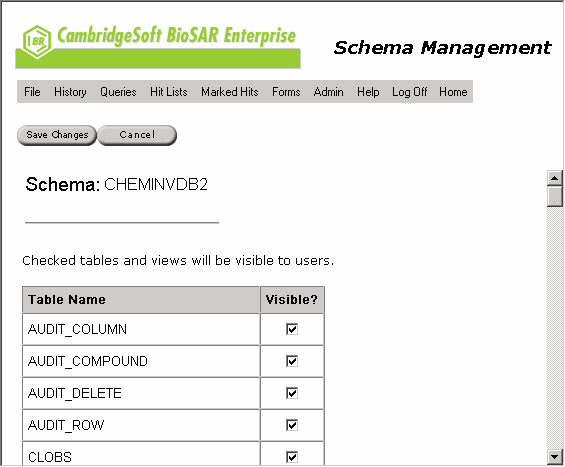 BR CambridgeSoft BioSAR Enterprise
Schema Management
File History Queries Hit Lists Marked Hits Forms Admin Help Log Off Home
Save Changes Cancel
Schema: CHEMINVDB2
Checked tables and views will be visible to users.
Table Name Visible?
AUDIT_COLUMN
AUDIT_COMPOUND
AUDIT_DELETE
AUDIT_ROW
CLOBS